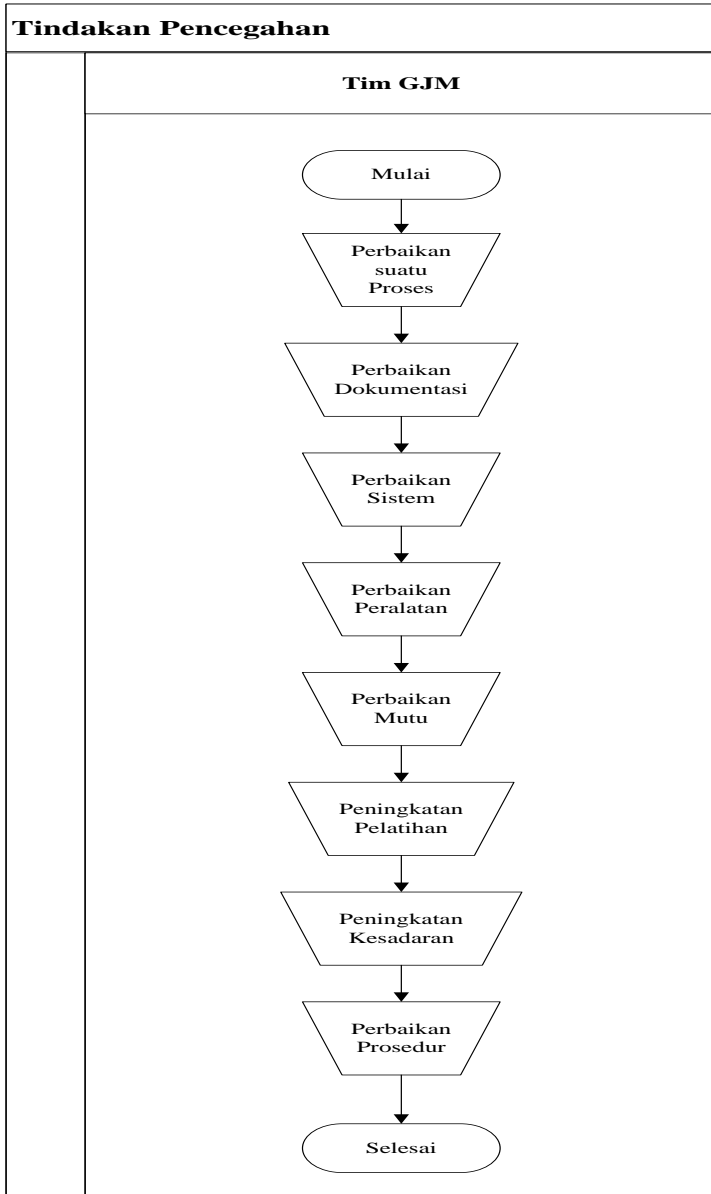 Tindakan Pencegahan
Tim GJM
Mulai
Perbaikan
suatu
Proses
Perbaikan
Dokumentasi
Perbaikan
Sistem
Perbaikan
Peralatan
Perbaikan
Mutu
Peningkatan
Pelatihan
Peningkatan
Kesadaran
Perbaikan
Prosedur
Selesai